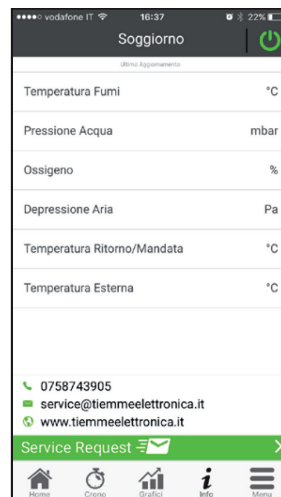 vodafone IT 16:37 22%
Soggiorno
Ultimo Aggiornamento
Temperatura Fumi °C
Pressione Acqua mbar
Ossigeno %
Depressione Aria Pa
Temperatura Ritorno/Mandata °C
Temperatura Esterna °C
0758743905
service@tiemmeelettronica.it
www.tiemmeelettronica.it
Service Request
Home Crono Grafici Info Menu